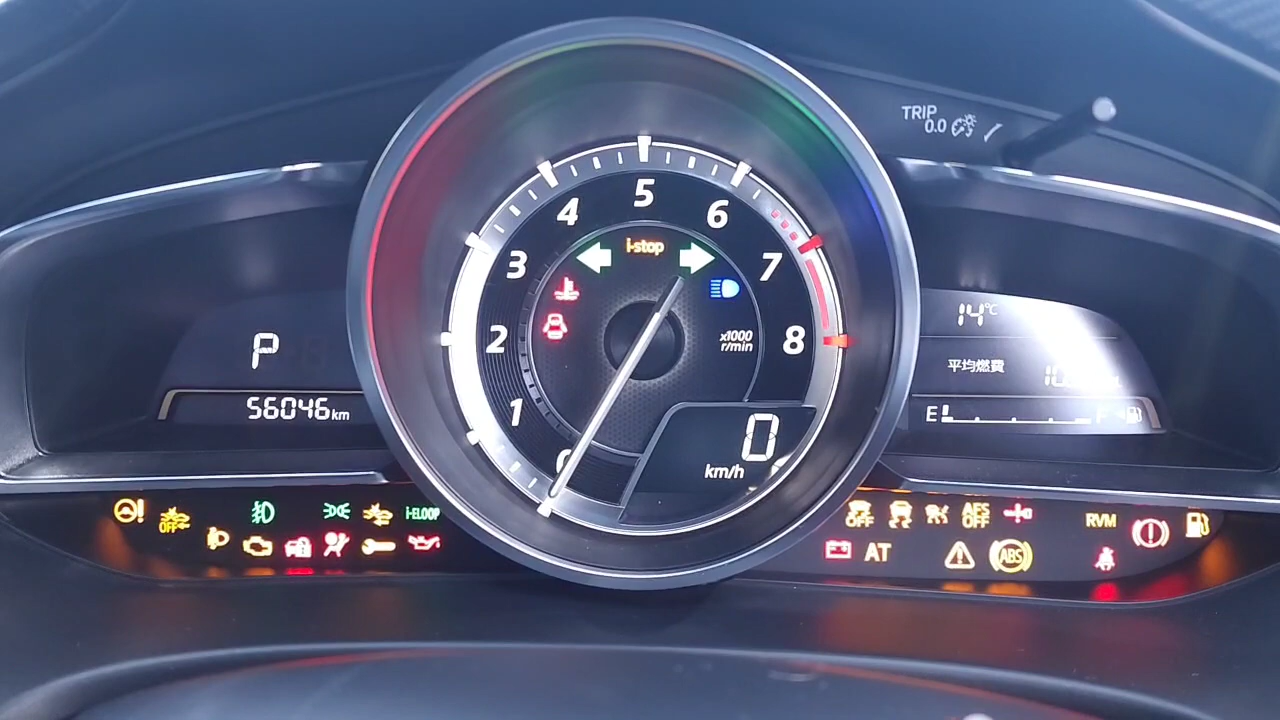 TRIP
0.0
5
4
6
i-stop
3
7
14℃
2
x1000
r/min
8
P
平均燃費
56046km
1
E
0
km/h
OFF
i-ELOOP
OFF
AFS
OFF
RVM
AT
ABS